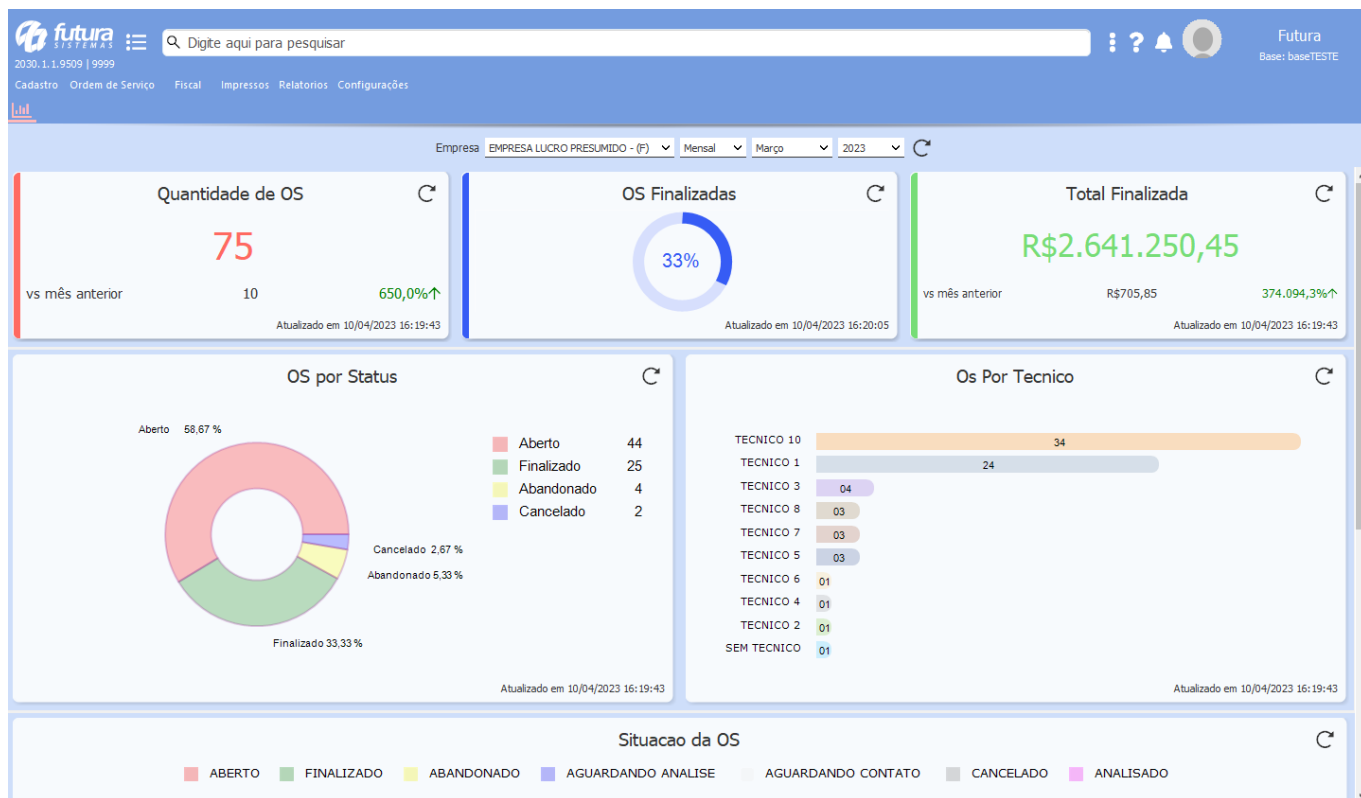 futura
SISTEMAS
Digite aqui para pesquisar
?
Futura
Base: baseTESTE
2030.1.1.9509 | 9999
Cadastro Ordem de Serviço Fiscal Impressos Relatorios Configurações
Empresa EMPRESA LUCRO PRESUMIDO - (F) Mensal Março 2023
Quantidade de OS
75
vs mês anterior 10 650,0%↑
Atualizado em 10/04/2023 16:19:43
OS Finalizadas
33%
Atualizado em 10/04/2023 16:20:05
Total Finalizada
R$2.641.250,45
vs mês anterior R$705,85 374.094,3%↑
Atualizado em 10/04/2023 16:19:43
OS por Status
Aberto 58,67 %
Cancelado 2,67 %
Abandonado 5,33 %
Finalizado 33,33 %
Aberto 44
Finalizado 25
Abandonado 4
Cancelado 2
Atualizado em 10/04/2023 16:19:43
Os Por Tecnico
TECNICO 10 34
TECNICO 1 24
TECNICO 3 04
TECNICO 8 03
TECNICO 7 03
TECNICO 5 03
TECNICO 6 01
TECNICO 4 01
TECNICO 2 01
SEM TECNICO 01
Atualizado em 10/04/2023 16:19:43
Situacao da OS
ABERTO FINALIZADO ABANDONADO AGUARDANDO ANALISE AGUARDANDO CONTATO CANCELADO ANALISADO